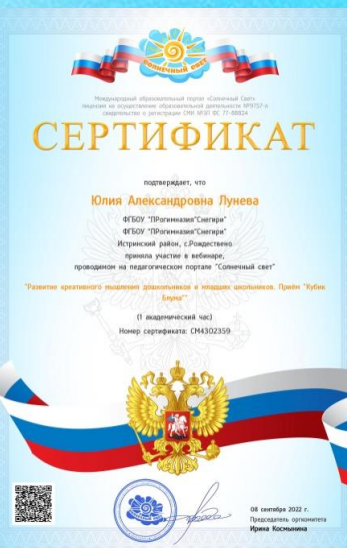 СОЛНЕЧНЫЙ СВЕТ
Международный образовательный портал «Солнечный Свет»
лицензия на осуществление образовательной деятельности №9757-л
свидетельство о регистрации СМИ №ЭЛ ФС 77-88824
СЕРТИФИКАТ
подтверждает, что
Юлия Александровна Лунева
ФГБОУ "ПРогимназия"Снегири"
ФГБОУ "ПРогимназия"Снегири"
Истринский район, с.Рождествено
приняла участие в вебинаре,
проводимом на педагогическом портале "Солнечный свет"
"Развитие креативного мышления дошкольников и младших школьников. Приём "Кубик
Блума""
(1 академический час)
Номер сертификата: СМ4302359
08 сентября 2022 г.
Председатель оргкомитета
Ирина Космынина